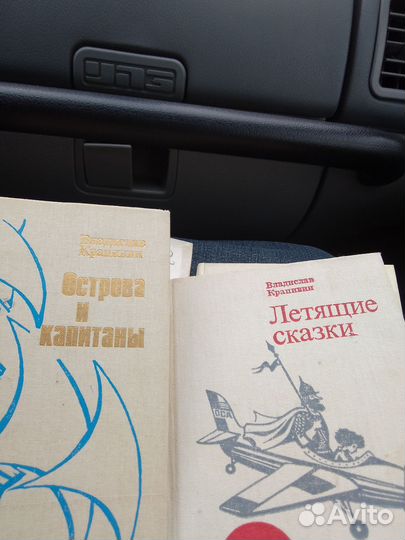 Владислав
Крапивин
Острова
и
капитаны
Владислав
Крапивин
Летящие
сказки
Avito